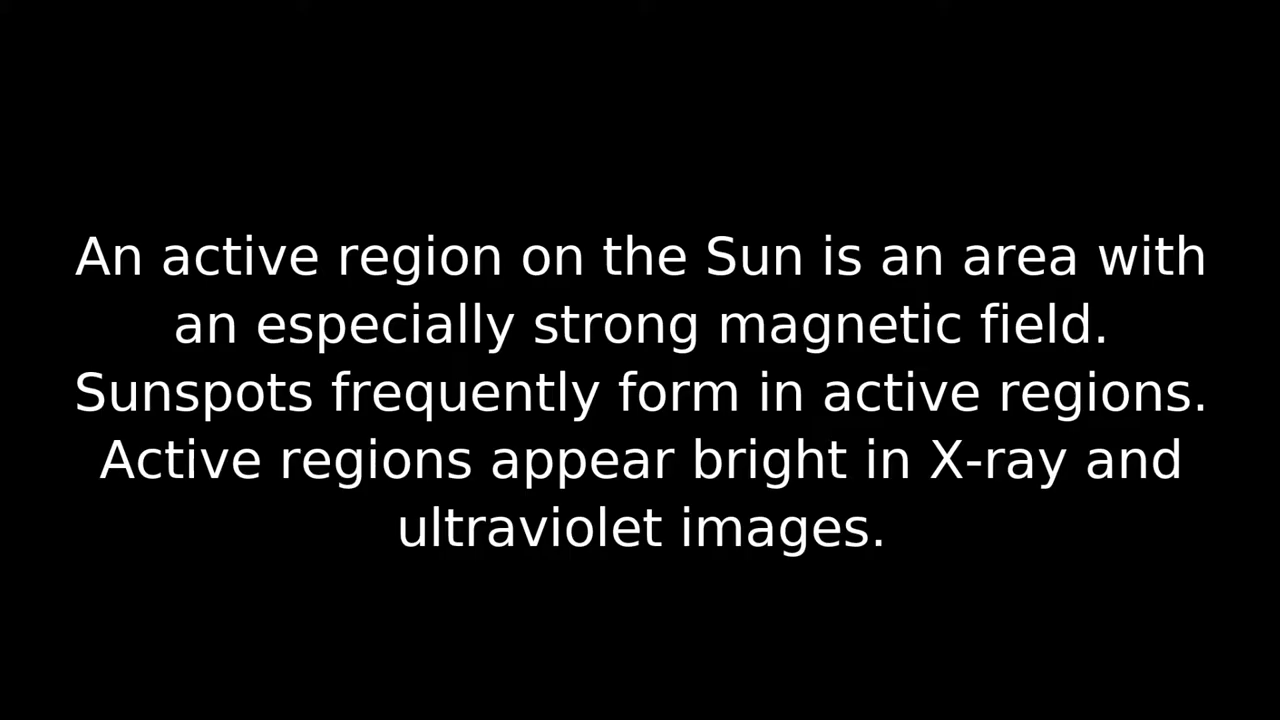 An active region on the Sun is an area with
an especially strong magnetic field.
Sunspots frequently form in active regions.
Active regions appear bright in X-ray and
ultraviolet images.